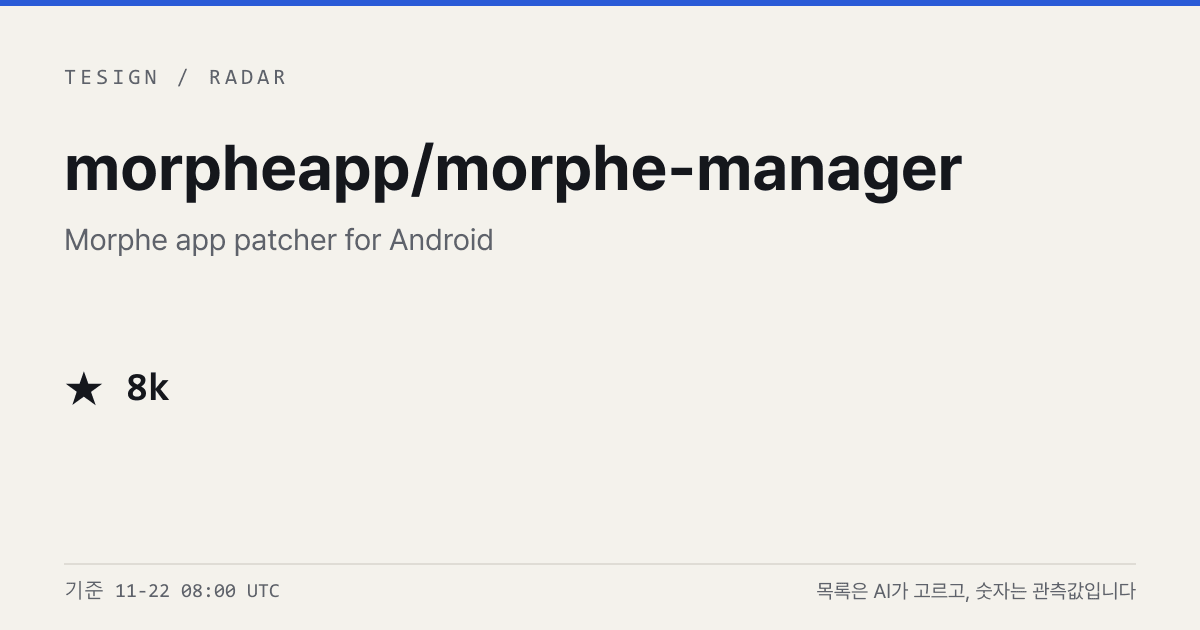 TESIGN / RADAR
morpheapp/morphe-manager
Morphe app patcher for Android
★ 8k
기준 11-22 08:00 UTC
목록은 AI가 고르고, 숫자는 관측값입니다